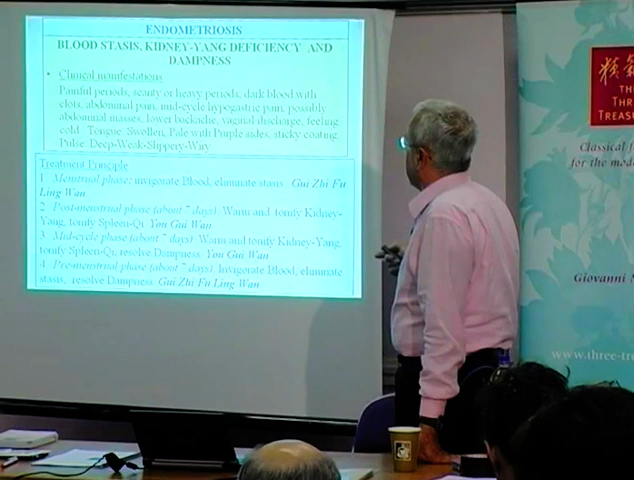 ENDOMETRIOSIS
BLOOD STASIS, KIDNEY-YANG DEFICIENCY AND
DAMPNESS
• Clinical manifestations
Painful periods, scanty or heavy periods, dark blood with
clots, abdominal pain, mid-cycle hypogastric pain, possibly
abdominal masses, lower backache, vaginal discharge, feeling
cold. Tongue: Swollen, Pale with Purple sides, sticky coating.
Pulse: Deep-Weak-Slippery-Wiry
Treatment Principle
1. Menstrual phase: invigorate Blood, eliminate stasis. Gui Zhi Fu
Ling Wan
2. Post-menstrual phase (about 7 days): Warm and tonify Kidney-
Yang, tonify Spleen-Qi. You Gui Wan
3. Mid-cycle phase (about 7 days): Warm and tonify Kidney-Yang,
tonify Spleen-Qi, resolve Dampness. You Gui Wan
4. Pre-menstrual phase (about 7 days): Invigorate Blood, eliminate
stasis, resolve Dampness. Gui Zhi Fu Ling Wan
TH
THR
TREASU
Classical f
for the mod
Giovanni
www.three-tre